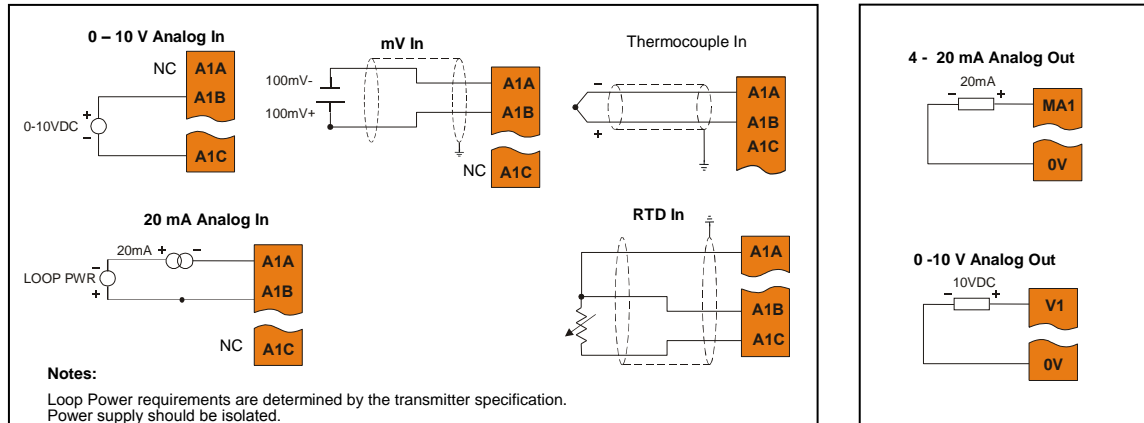 0 – 10 V Analog In
NC
A1A
A1B
+
0-10VDC
–
A1C
mV In
100mV-
100mV+
A1A
A1B
NC
A1C
Thermocouple In
–
+
A1A
A1B
A1C
20 mA Analog In
20mA + –
–
LOOP PWR
+
A1A
A1B
NC
A1C
RTD In
A1A
A1B
A1C
Notes:
Loop Power requirements are determined by the transmitter specification.
Power supply should be isolated.
4 - 20 mA Analog Out
20mA
– +
MA1
0V
0 -10 V Analog Out
10VDC
– +
V1
0V